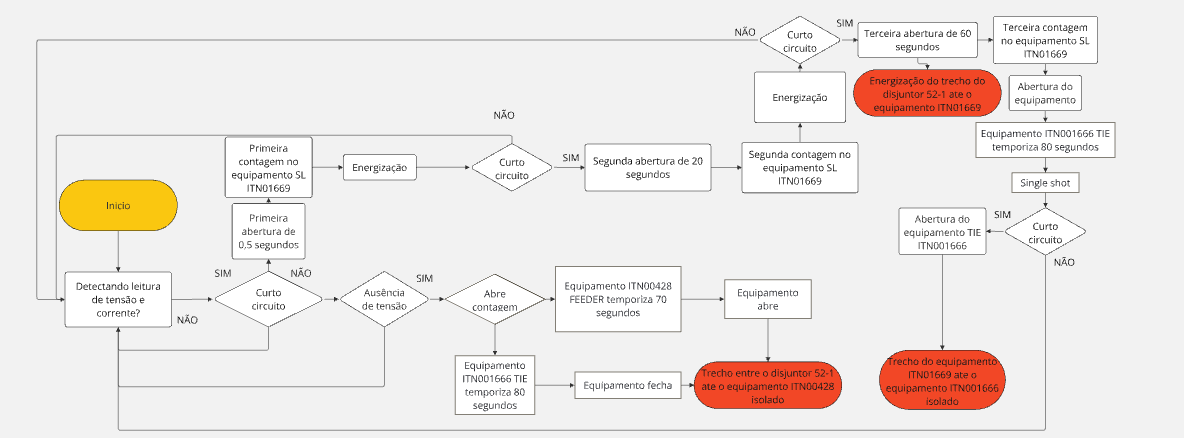 NÃO
Curto
circuito
SIM
Terceira abertura de 60
segundos
Terceira contagem
no equipamento SL
ITN01669
Energização do trecho do
disjuntor 52-1 ate o
equipamento ITN01669
Abertura do
equipamento
Energização
Equipamento ITN001666 TIE
temporiza 80 segundos
NÃO
Primeira
contagem no
equipamento SL
ITN01669
Energização
Curto
circuito
SIM
Segunda abertura de 20
segundos
Segunda contagem no
equipamento SL
ITN01669
Single shot
Inicio
Primeira
abertura de
0,5 segundos
Abertura do
equipamento TIE
ITN001666
SIM
Curto
circuito
NÃO
Detectando leitura
de tensão e
corrente?
NÃO
SIM
NÃO
Curto
circuito
Ausência
de tensão
SIM
Abre
contagem
Equipamento ITN00428
FEEDER temporiza 70
segundos
Equipamento
abre
Equipamento
ITN001666 TIE
temporiza 80
segundos
Equipamento fecha
Trecho entre o disjuntor 52-1
ate o equipamento ITN00428
isolado
Trecho do equipamento
ITN01669 ate o
equipamento ITN001666
isolado